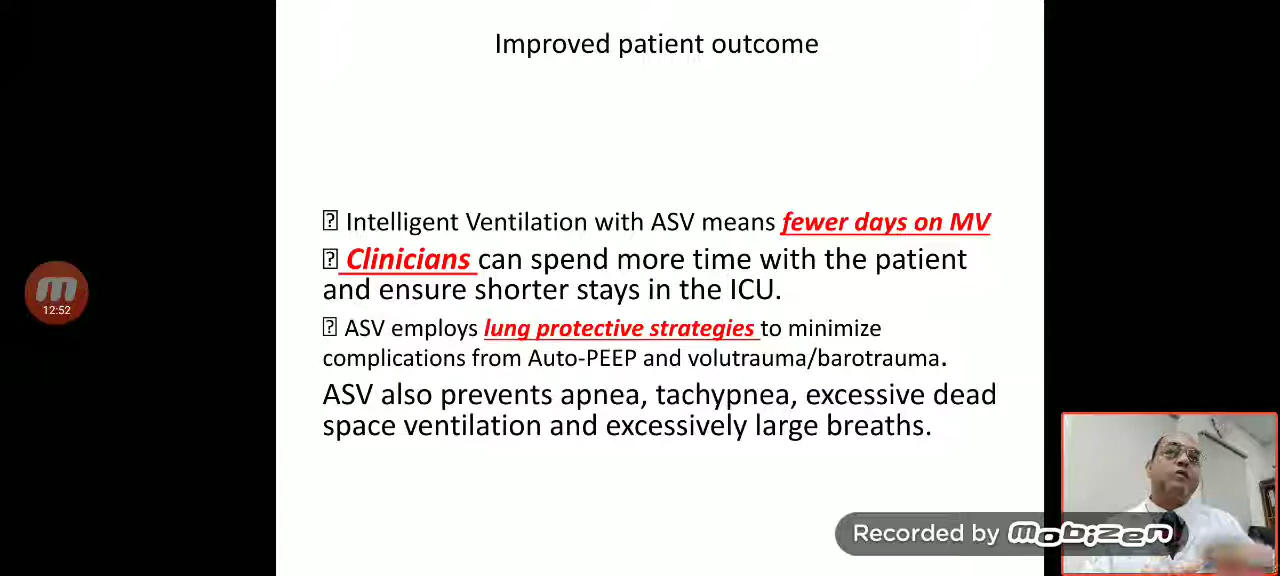 Improved patient outcome
⍰ Intelligent Ventilation with ASV means fewer days on MV
⍰ Clinicians can spend more time with the patient
and ensure shorter stays in the ICU.
⍰ ASV employs lung protective strategies to minimize
complications from Auto-PEEP and volutrauma/barotrauma.
ASV also prevents apnea, tachypnea, excessive dead
space ventilation and excessively large breaths.
12:52
Recorded by Mobizen